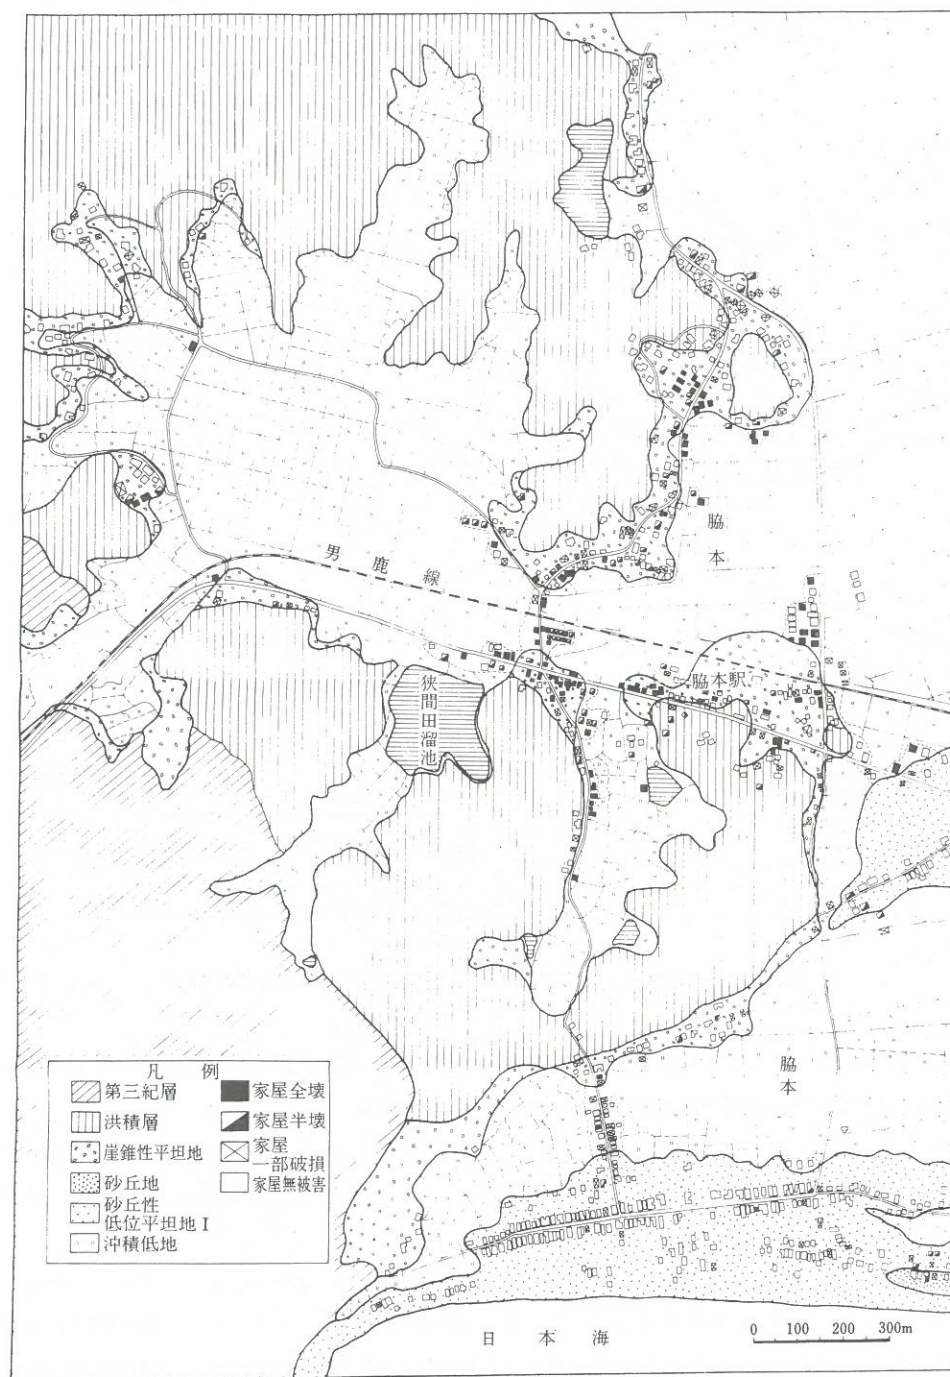 脇本
男鹿線
脇本駅
狭間田溜池
脇本
凡例
第三紀層
洪積層
崖錐性平坦地
砂丘地
砂丘性
低位平坦地Ⅰ
沖積低地
家屋全壊
家屋半壊
家屋
一部破損
家屋無被害
日本海
0 100 200 300m